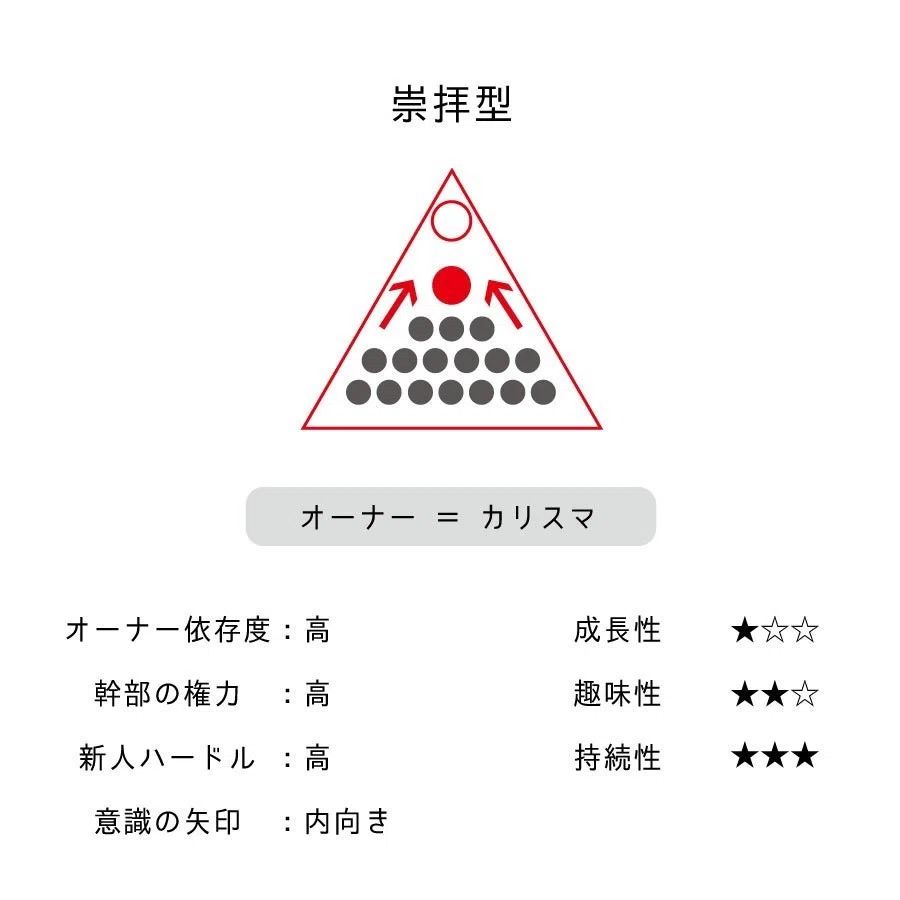 崇拝型
オーナー = カリスマ
オーナー依存度：高
幹部の権力：高
新人ハードル：高
意識の矢印：内向き
成長性 ★☆☆
趣味性 ★★☆
持続性 ★★★